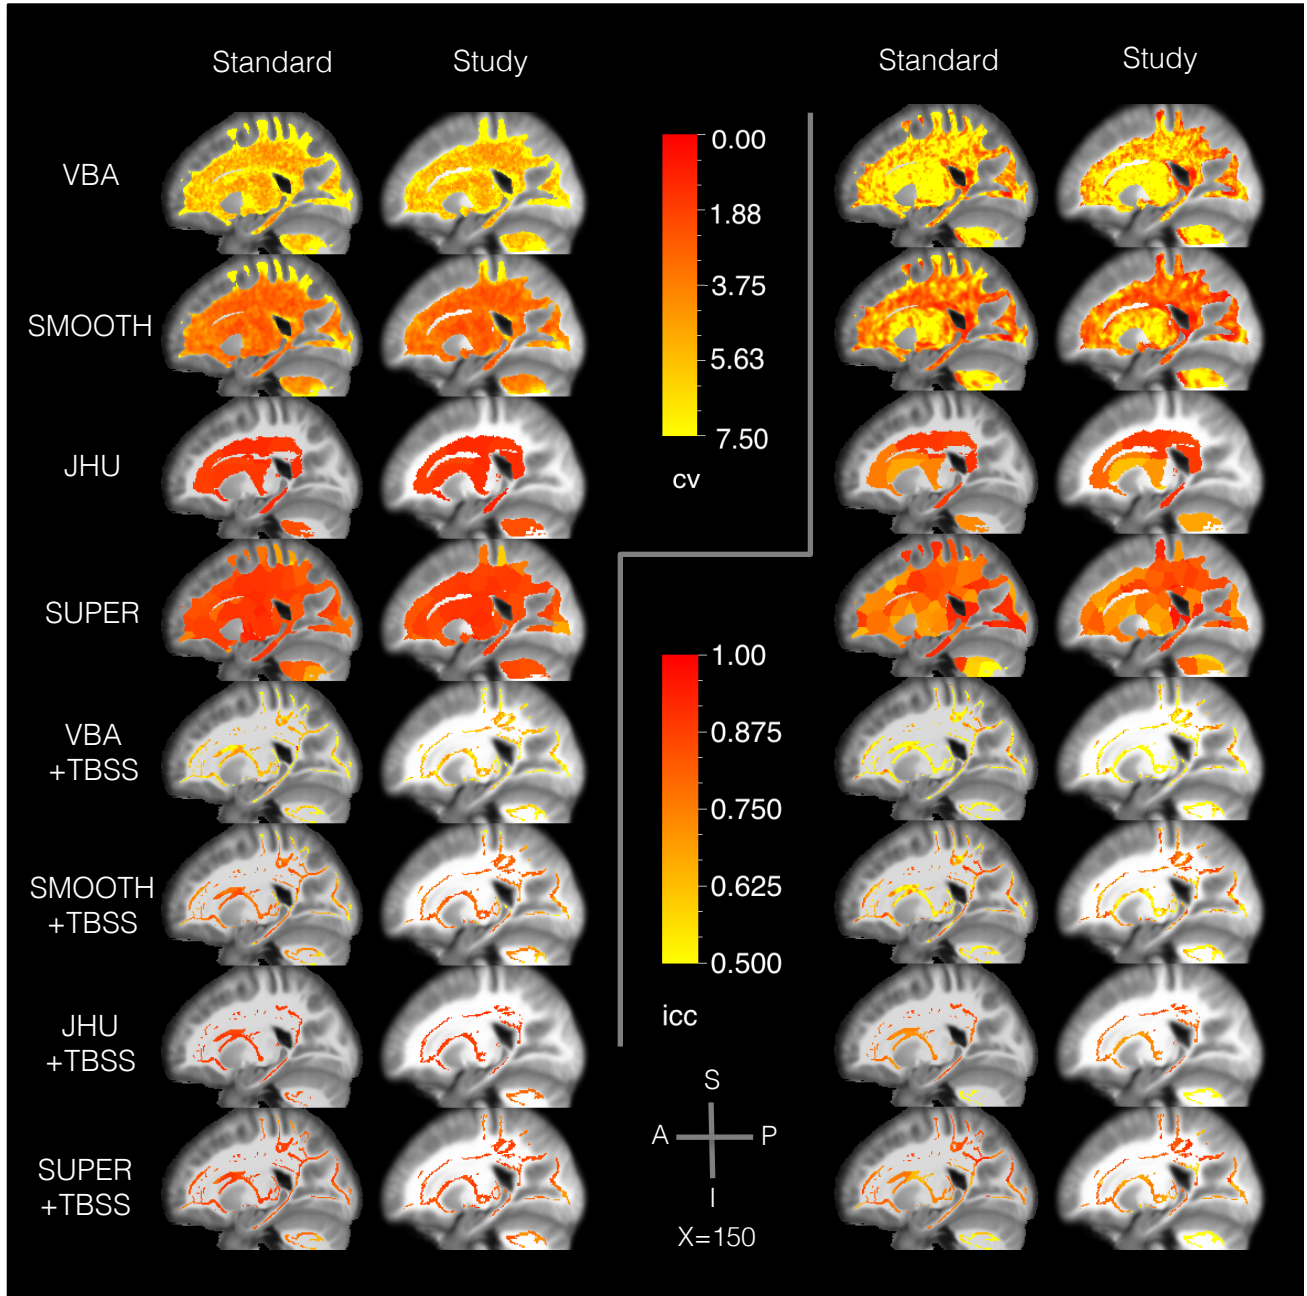 Standard
Study
Standard
Study
VBA
SMOOTH
JHU
SUPER
VBA
+TBSS
SMOOTH
+TBSS
JHU
+TBSS
SUPER
+TBSS
0.00
1.88
3.75
5.63
7.50
cv
1.00
0.875
0.750
0.625
0.500
icc
S
A
P
I
X=150